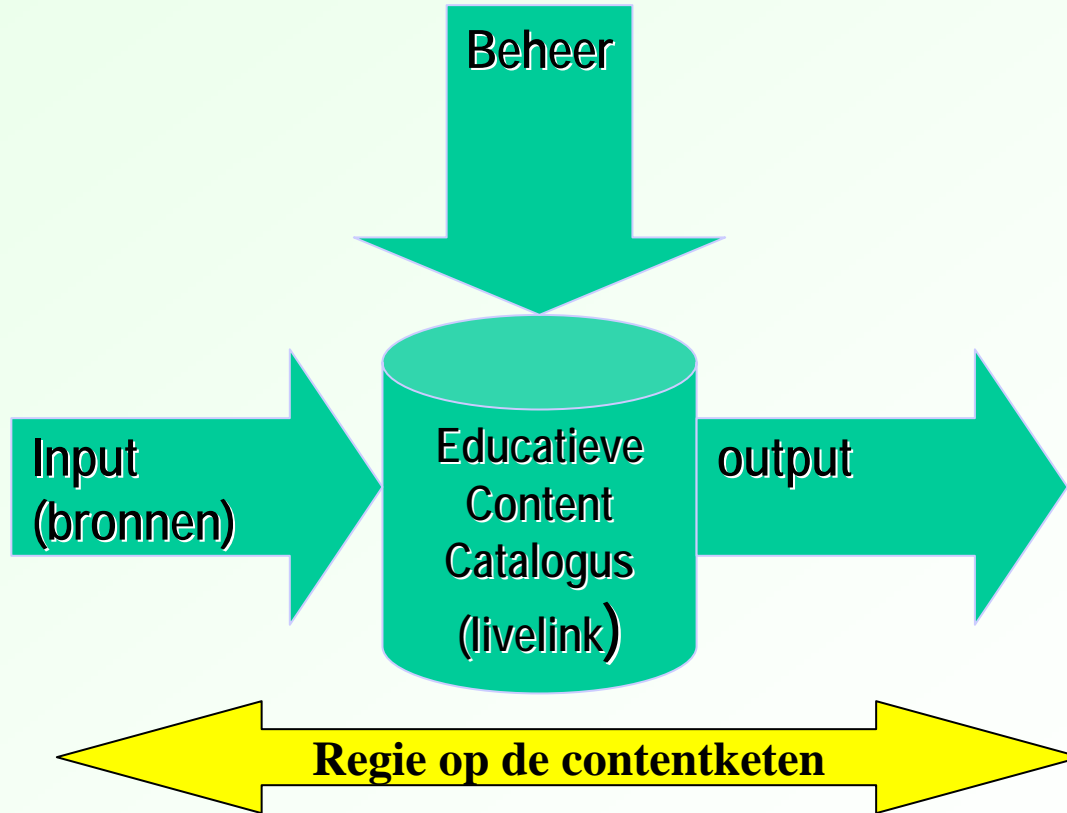 Beheer
Input
(bronnen)
Educatieve
Content
Catalogus
(livelink)
output
Regie op de contentketen